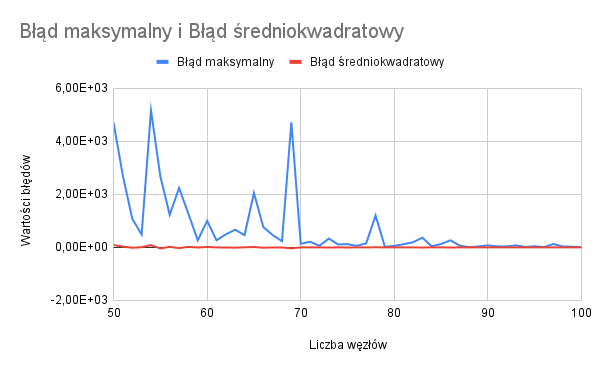 Błąd maksymalny i Błąd średniokwadratowy
Błąd maksymalny
Błąd średniokwadratowy
6,00E+03
4,00E+03
2,00E+03
0,00E+00
-2,00E+03
Wartości błędów
50
60
70
80
90
100
Liczba węzłów